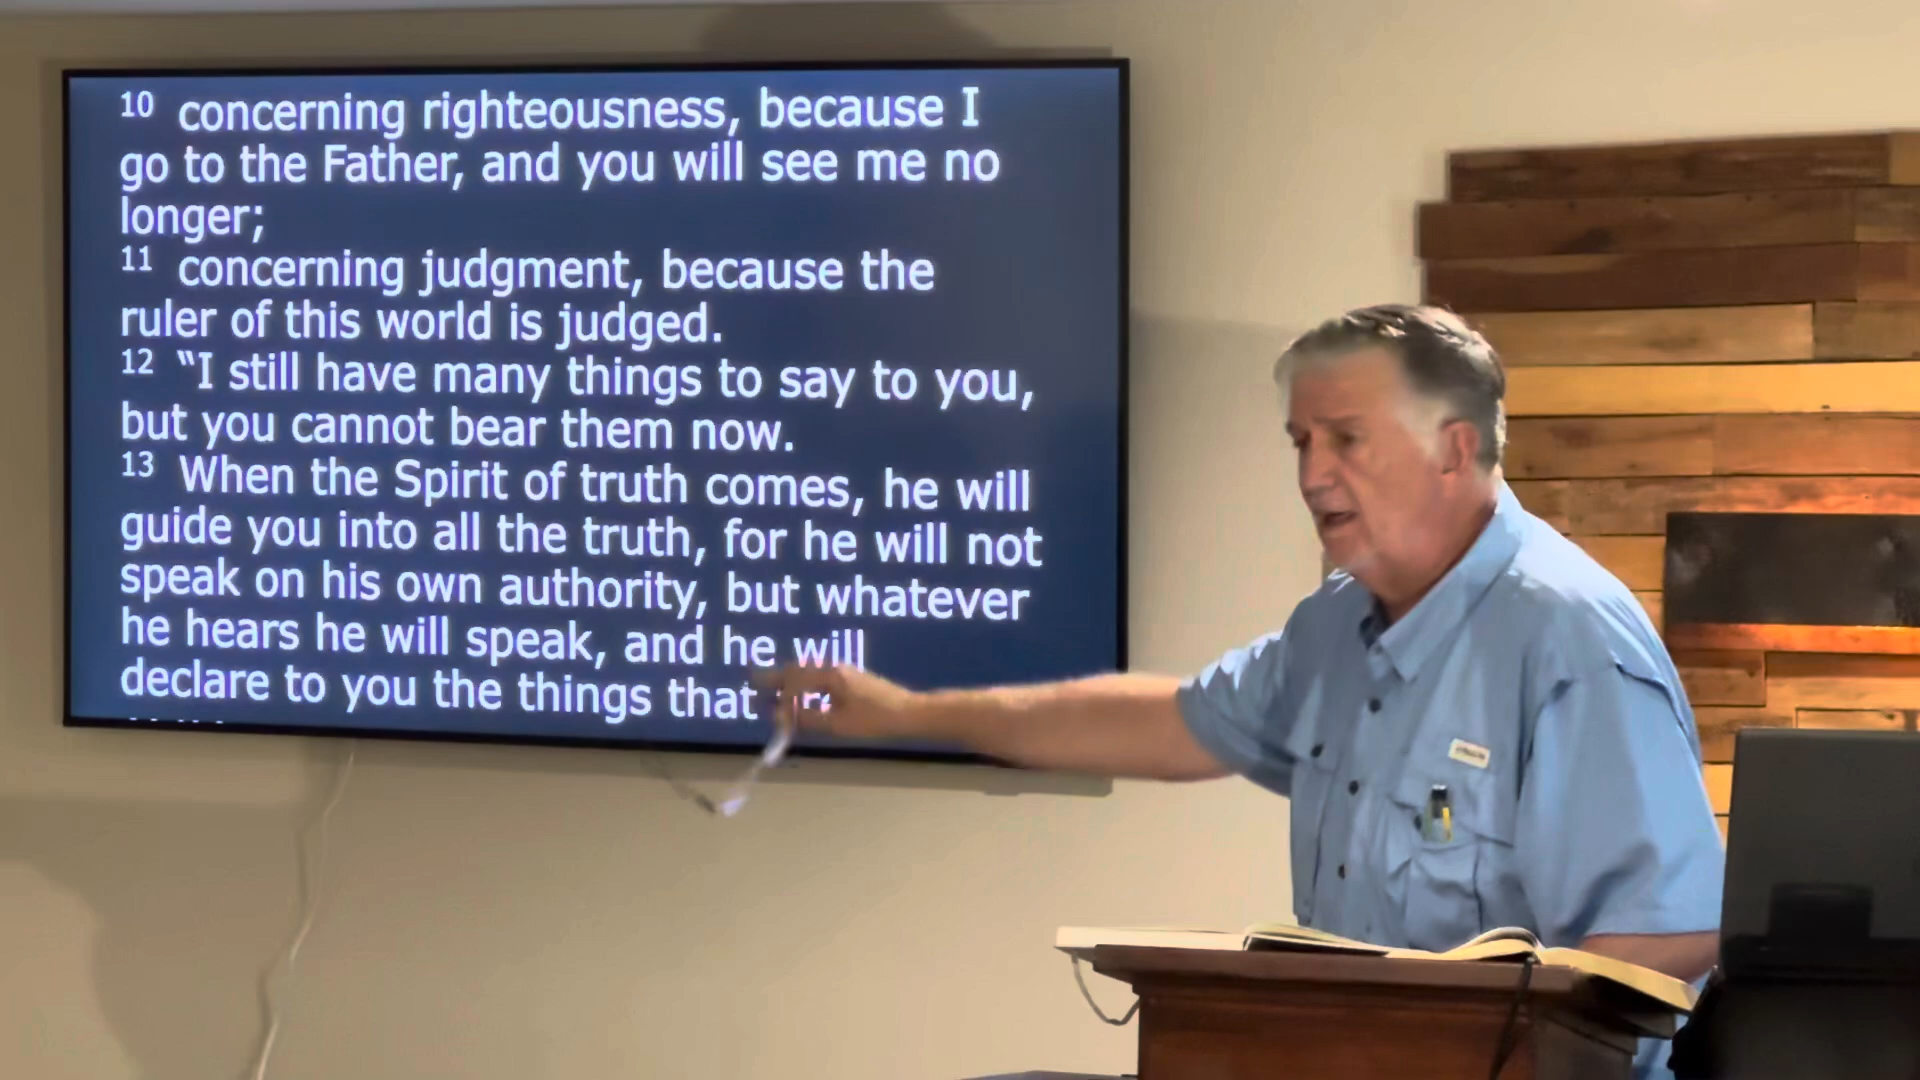 10 concerning righteousness, because I
go to the Father, and you will see me no
longer;
11 concerning judgment, because the
ruler of this world is judged.
12 “I still have many things to say to you,
but you cannot bear them now.
13 When the Spirit of truth comes, he will
guide you into all the truth, for he will not
speak on his own authority, but whatever
he hears he will speak, and he will
declare to you the things that